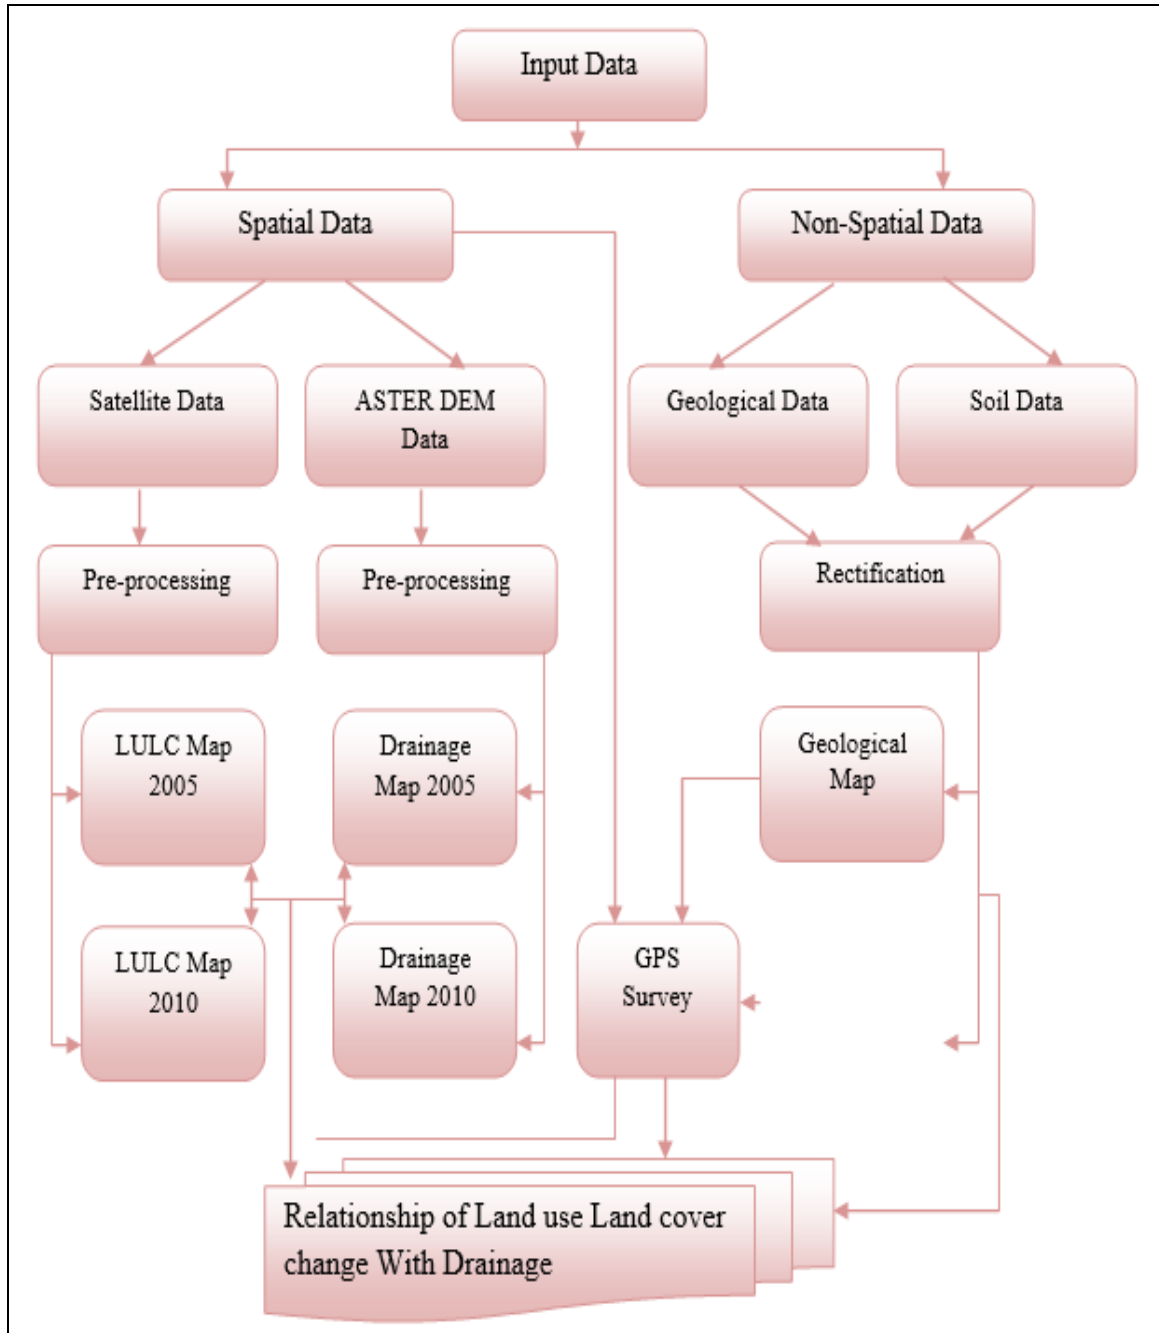 Input Data
Spatial Data
Non-Spatial Data
Satellite Data
ASTER DEM
Data
Geological Data
Soil Data
Pre-processing
Pre-processing
Rectification
LULC Map
2005
Drainage
Map 2005
Geological
Map
LULC Map
2010
Drainage
Map 2010
GPS
Survey
Relationship of Land use Land cover
change With Drainage